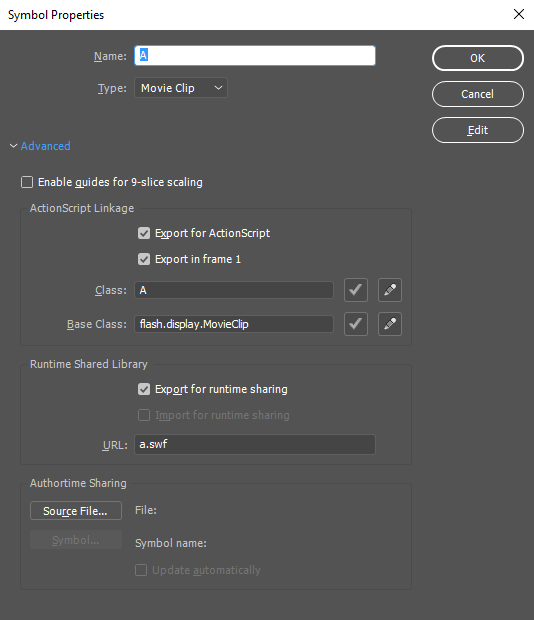 Symbol Properties
Name: A
OK
Type: Movie Clip
Cancel
Edit
Advanced
Enable guides for 9-slice scaling
ActionScript Linkage
Export for ActionScript
Export in frame 1
Class: A
Base Class: flash.display.MovieClip
Runtime Shared Library
Export for runtime sharing
Import for runtime sharing
URL: a.swf
Authortime Sharing
Source File... File:
Symbol... Symbol name:
Update automatically